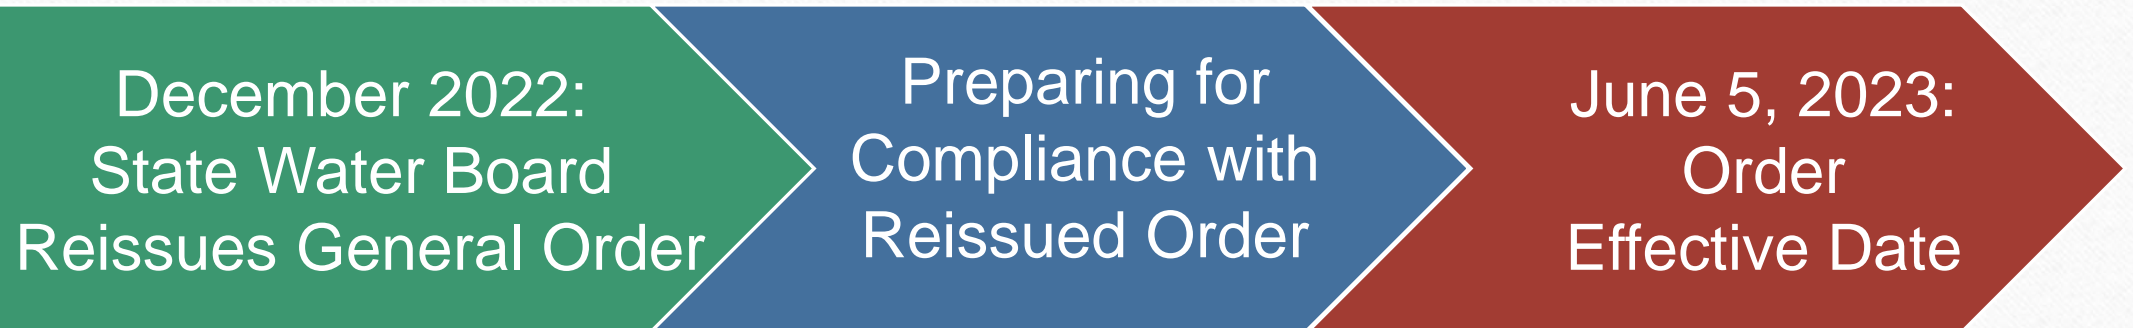 December 2022:
State Water Board
Reissues General Order
Preparing for
Compliance with
Reissued Order
June 5, 2023:
Order
Effective Date